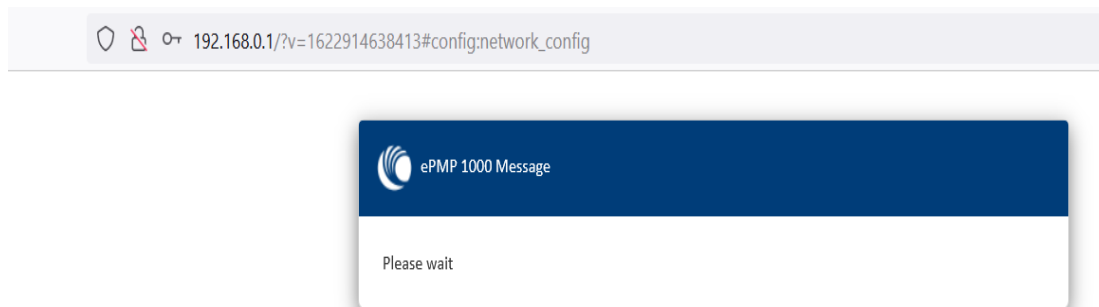 192.168.0.1/?v=1622914638413#config:network_config
ePMP 1000 Message
Please wait